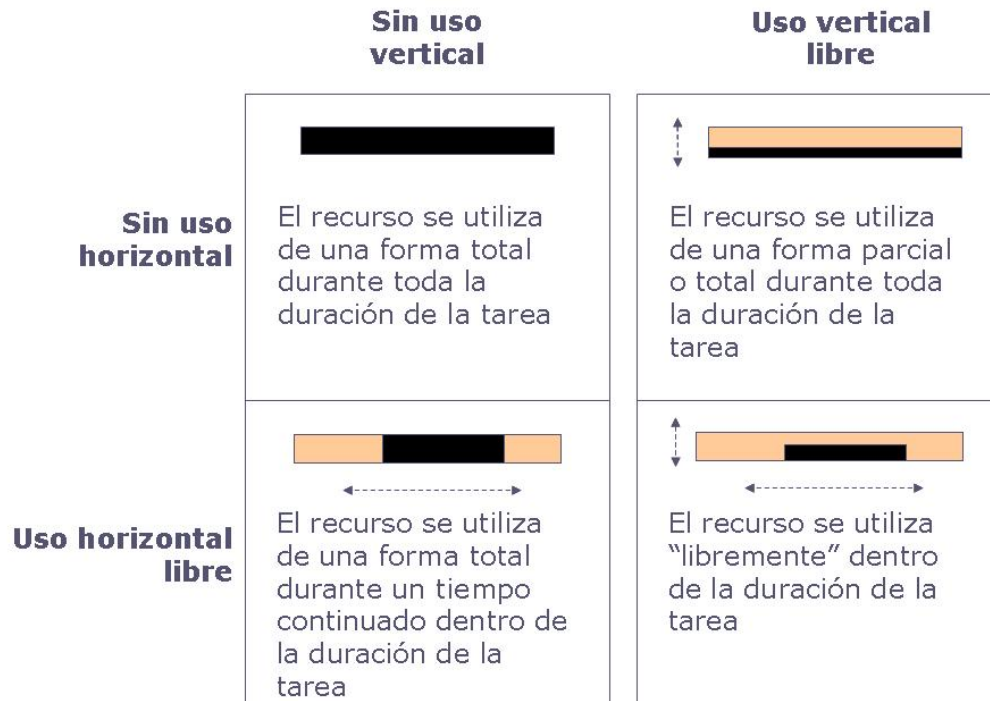 Sin uso
vertical
Uso vertical
libre
Sin uso
horizontal
El recurso se utiliza
de una forma total
durante toda la
duración de la tarea
El recurso se utiliza
de una forma parcial
o total durante toda
la duración de la
tarea
Uso horizontal
libre
El recurso se utiliza
de una forma total
durante un tiempo
continuado dentro de
la duración de la
tarea
El recurso se utiliza
“libremente” dentro
de la duración de la
tarea